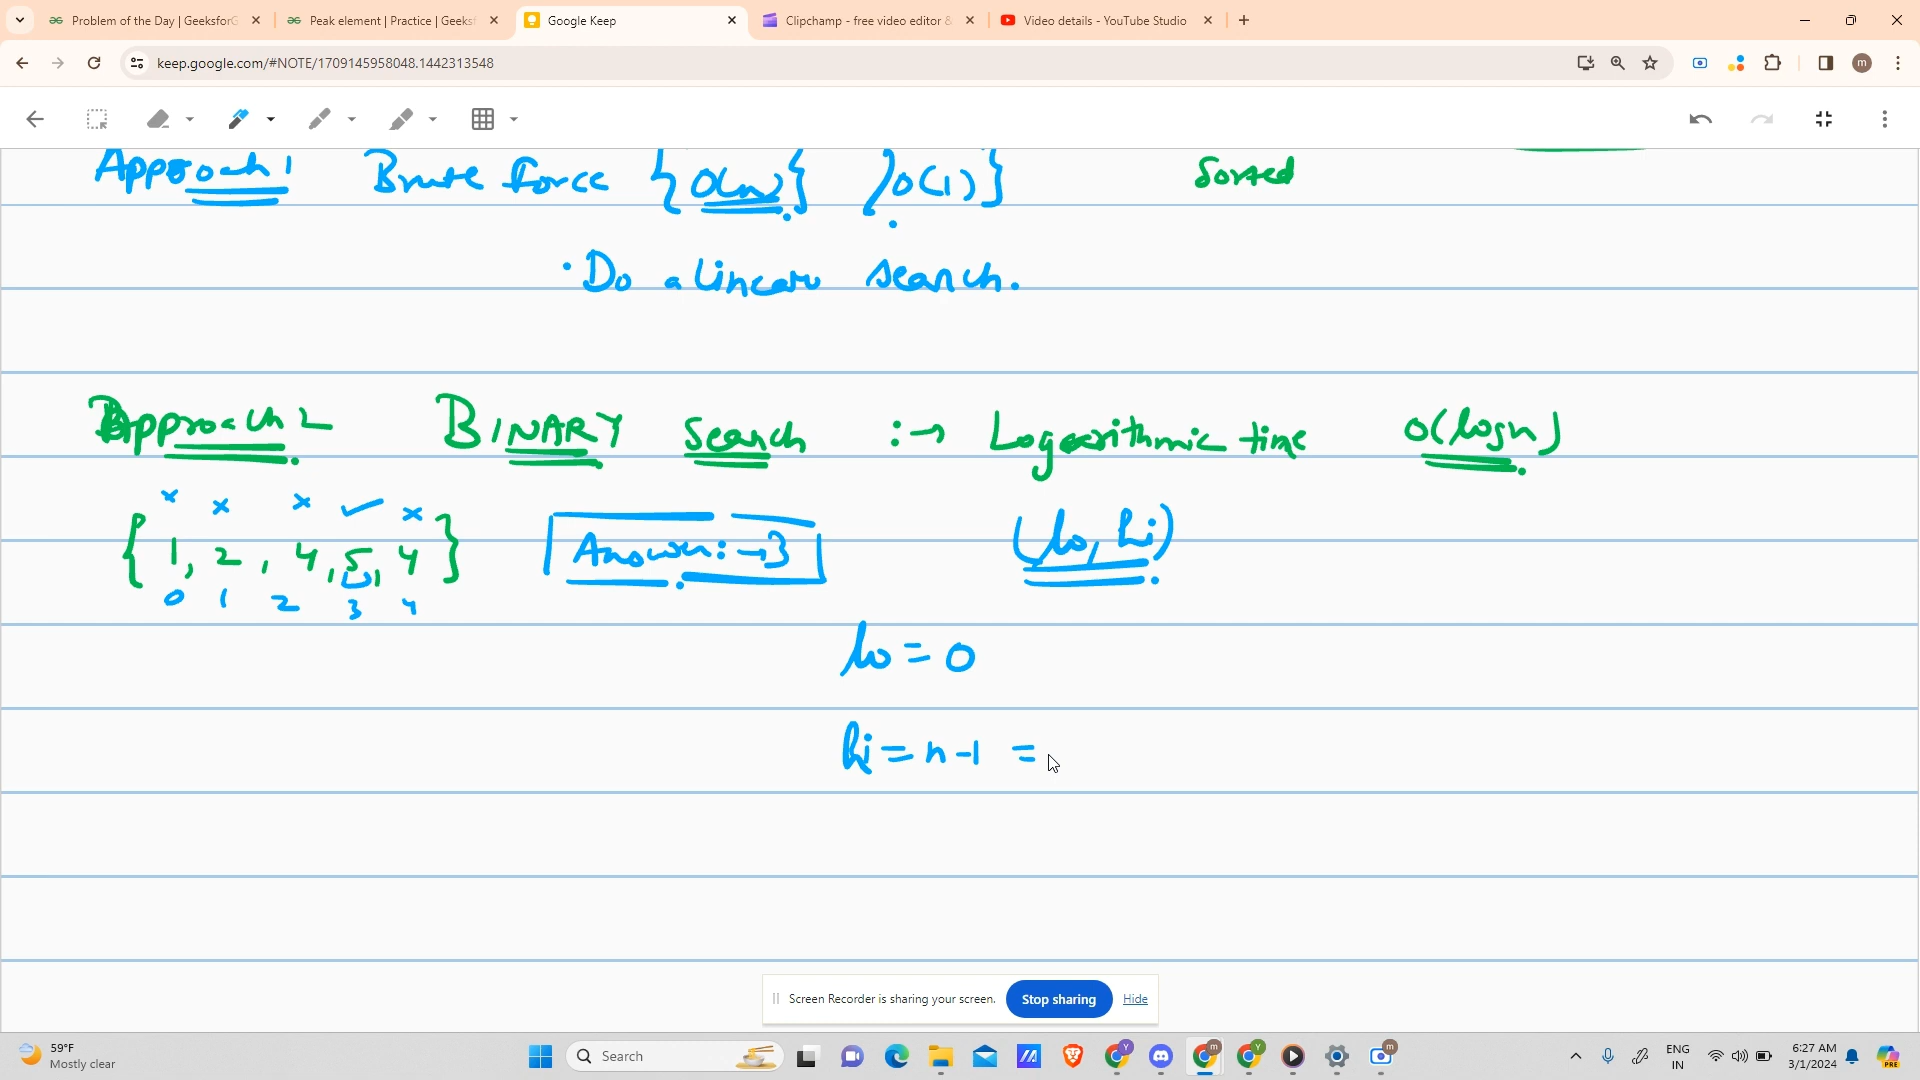 Problem of the Day | GeeksforG
Peak element | Practice | Geeksf
Google Keep
Clipchamp - free video editor &
Video details - YouTube Studio
keep.google.com/#NOTE/1709145958048.1442313548
m
Approach 1 Brute force {O(n)} {O(1)} Sorted
· Do a linear search.
Approach 2 BINARY Search :→ Logarithmic time O(logn)
{ 1, 2, 4, 5, 4 } Answer: → 3 (lo, hi)
0 1 2 3 4
lo = 0
hi = n-1 =
Screen Recorder is sharing your screen. Stop sharing Hide
59°F
Mostly clear
Search
ENG
IN
6:27 AM
3/1/2024